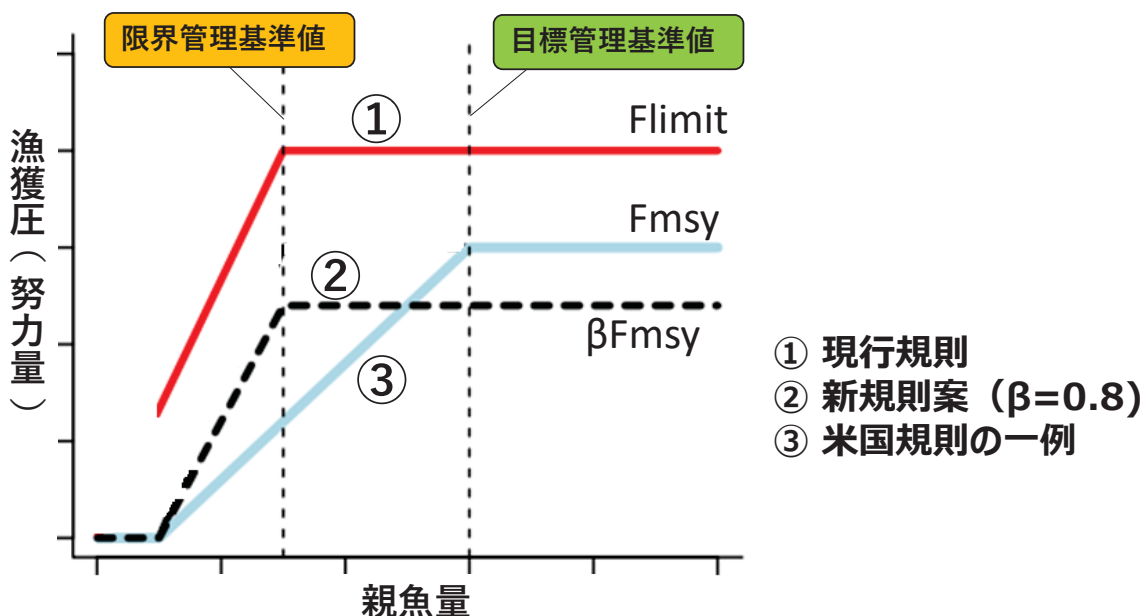 限界管理基準値
目標管理基準値
①
Flimit
漁獲圧（努力量）
Fmsy
②
βFmsy
③
① 現行規則
② 新規則案（β=0.8)
③ 米国規則の一例
親魚量